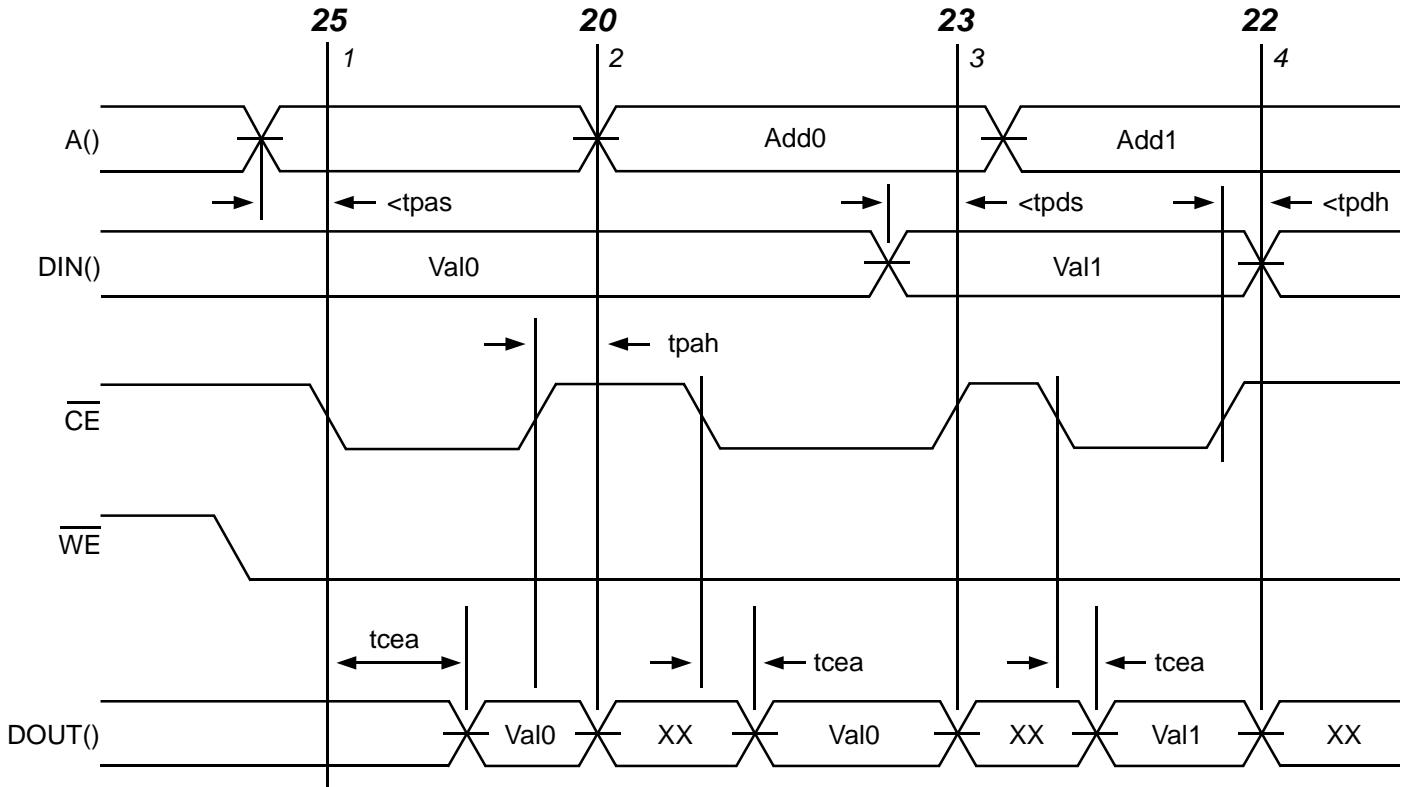 25 20 23 22
1 2 3 4
A() Add0 Add1
<tpas <tpds <tpdh
DIN() Val0 Val1
tpah
CE
WE
tcea tcea tcea
DOUT() Val0 XX Val0 XX Val1 XX